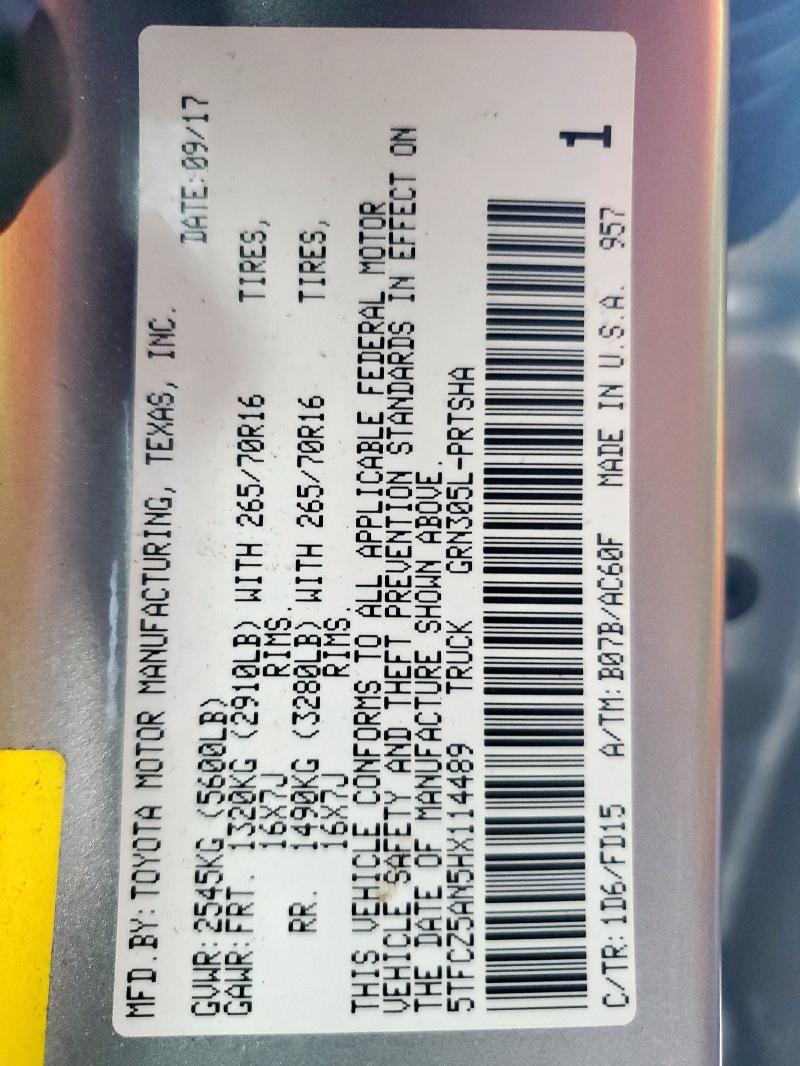 MFD.BY: TOYOTA MOTOR MANUFACTURING, TEXAS, INC.
DATE: 09/17
GVWR: 2545KG (5600LB)
GAWR: FRT. 1320KG (2910LB) WITH 265/70R16 TIRES,
16X7J RIMS.
RR. 1490KG (3280LB) WITH 265/70R16 TIRES,
16X7J RIMS.
THIS VEHICLE CONFORMS TO ALL APPLICABLE FEDERAL MOTOR
VEHICLE SAFETY AND THEFT PREVENTION STANDARDS IN EFFECT ON
THE DATE OF MANUFACTURE SHOWN ABOVE.
5TFCZ5AN5HX114489 TRUCK GRN305L-PRTSHA
1
C/TR: 1D6/FD15 A/TM: B07B/AC60F MADE IN U.S.A. 957